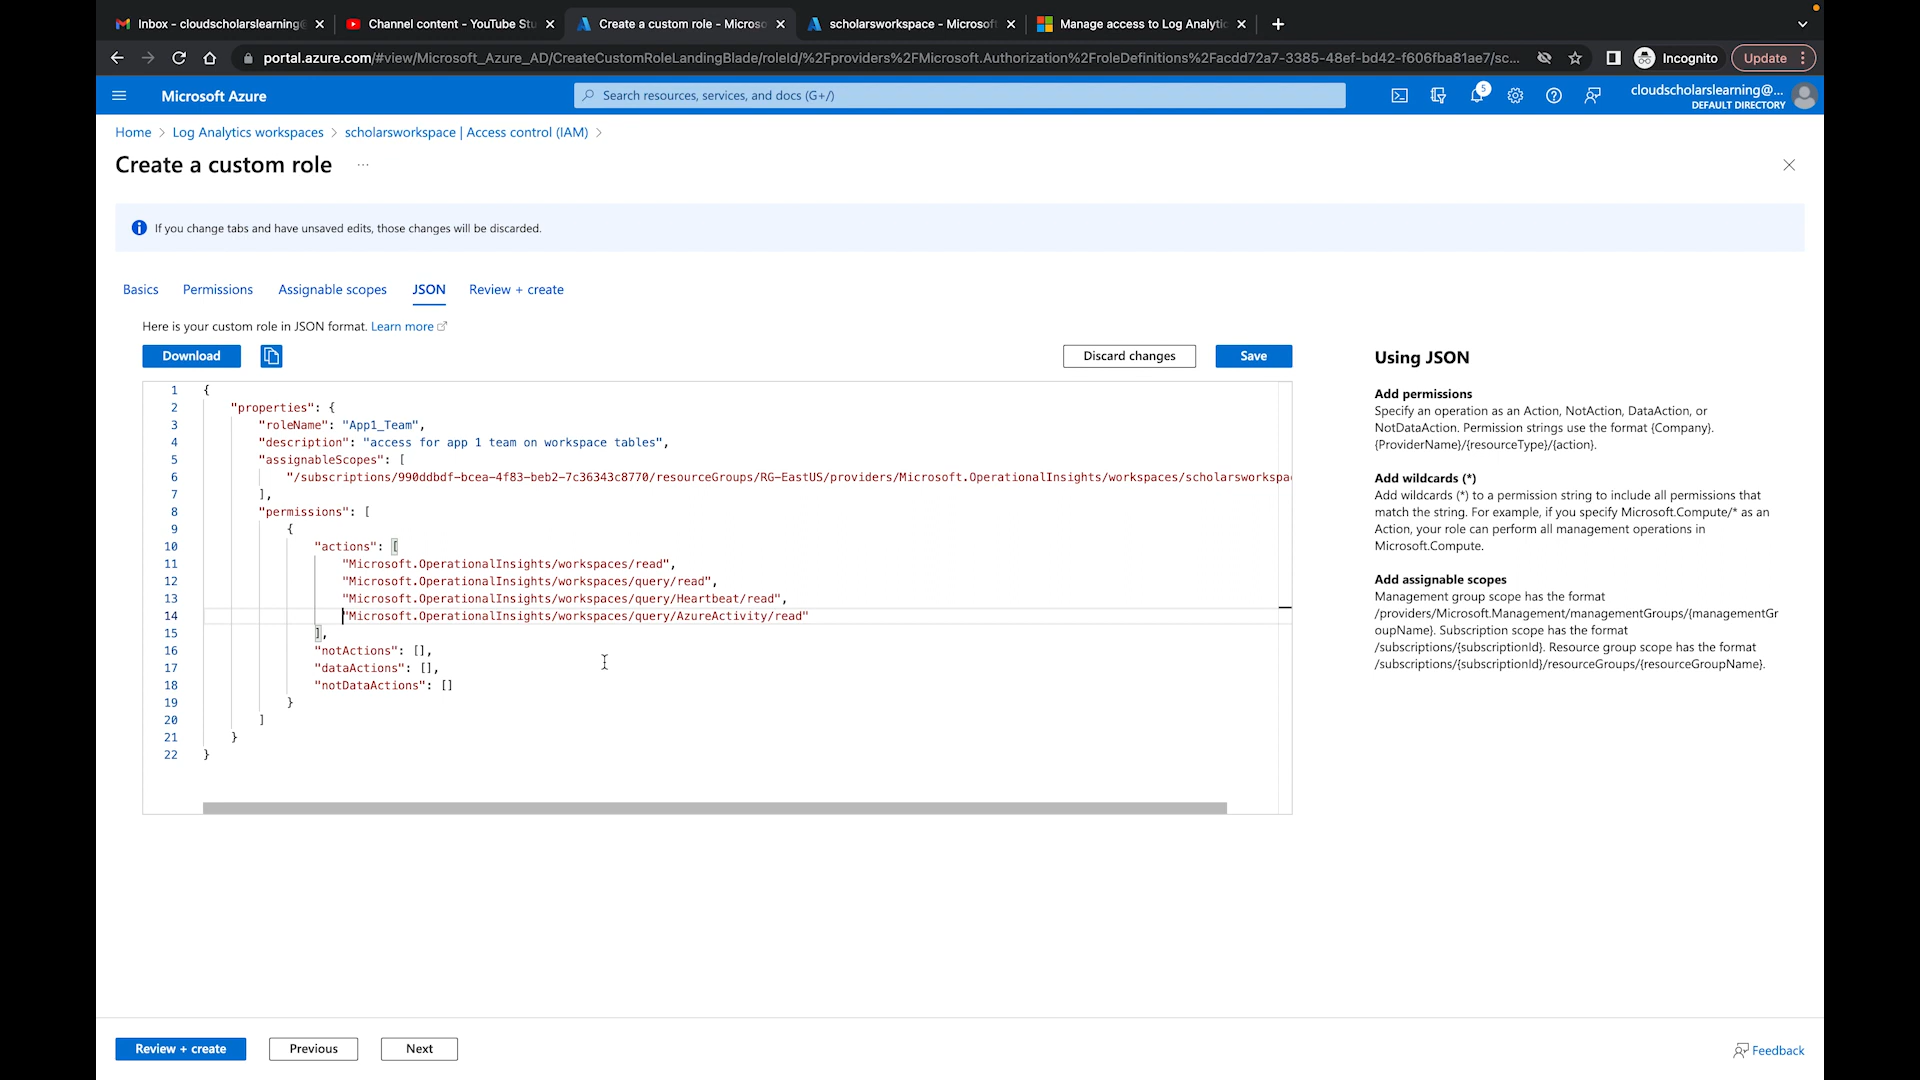 Inbox - cloudscholarslearning@
Channel content - YouTube Stu
Create a custom role - Microso
scholarsworkspace - Microsoft
Manage access to Log Analytic
portal.azure.com/#view/Microsoft_Azure_AD/CreateCustomRoleLandingBlade/roleId/%2Fproviders%2FMicrosoft.Authorization%2FroleDefinitions%2Facdd72a7-3385-48ef-bd42-f606fba81ae7/sc...
Incognito
Update
Microsoft Azure
Search resources, services, and docs (G+/)
5
cloudscholarslearning@...
DEFAULT DIRECTORY
Home > Log Analytics workspaces > scholarsworkspace | Access control (IAM) >
Create a custom role ...
If you change tabs and have unsaved edits, those changes will be discarded.
Basics Permissions Assignable scopes JSON Review + create
Here is your custom role in JSON format. Learn more
Download
Discard changes
Save
1 {
2 "properties": {
3 "roleName": "App1_Team",
4 "description": "access for app 1 team on workspace tables",
5 "assignableScopes": [
6 "/subscriptions/990ddbdf-bcea-4f83-beb2-7c36343c8770/resourceGroups/RG-EastUS/providers/Microsoft.OperationalInsights/workspaces/scholarsworkspa
7 ],
8 "permissions": [
9 {
10 "actions": [
11 "Microsoft.OperationalInsights/workspaces/read",
12 "Microsoft.OperationalInsights/workspaces/query/read",
13 "Microsoft.OperationalInsights/workspaces/query/Heartbeat/read",
14 "Microsoft.OperationalInsights/workspaces/query/AzureActivity/read"
15 ],
16 "notActions": [],
17 "dataActions": [],
18 "notDataActions": []
19 }
20 ]
21 }
22 }
Using JSON
Add permissions
Specify an operation as an Action, NotAction, DataAction, or
NotDataAction. Permission strings use the format {Company}.
{ProviderName}/{resourceType}/{action}.
Add wildcards (*)
Add wildcards (*) to a permission string to include all permissions that
match the string. For example, if you specify Microsoft.Compute/* as an
Action, your role can perform all management operations in
Microsoft.Compute.
Add assignable scopes
Management group scope has the format
/providers/Microsoft.Management/managementGroups/{managementGr
oupName}. Subscription scope has the format
/subscriptions/{subscriptionId}. Resource group scope has the format
/subscriptions/{subscriptionId}/resourceGroups/{resourceGroupName}.
Review + create
Previous
Next
Feedback